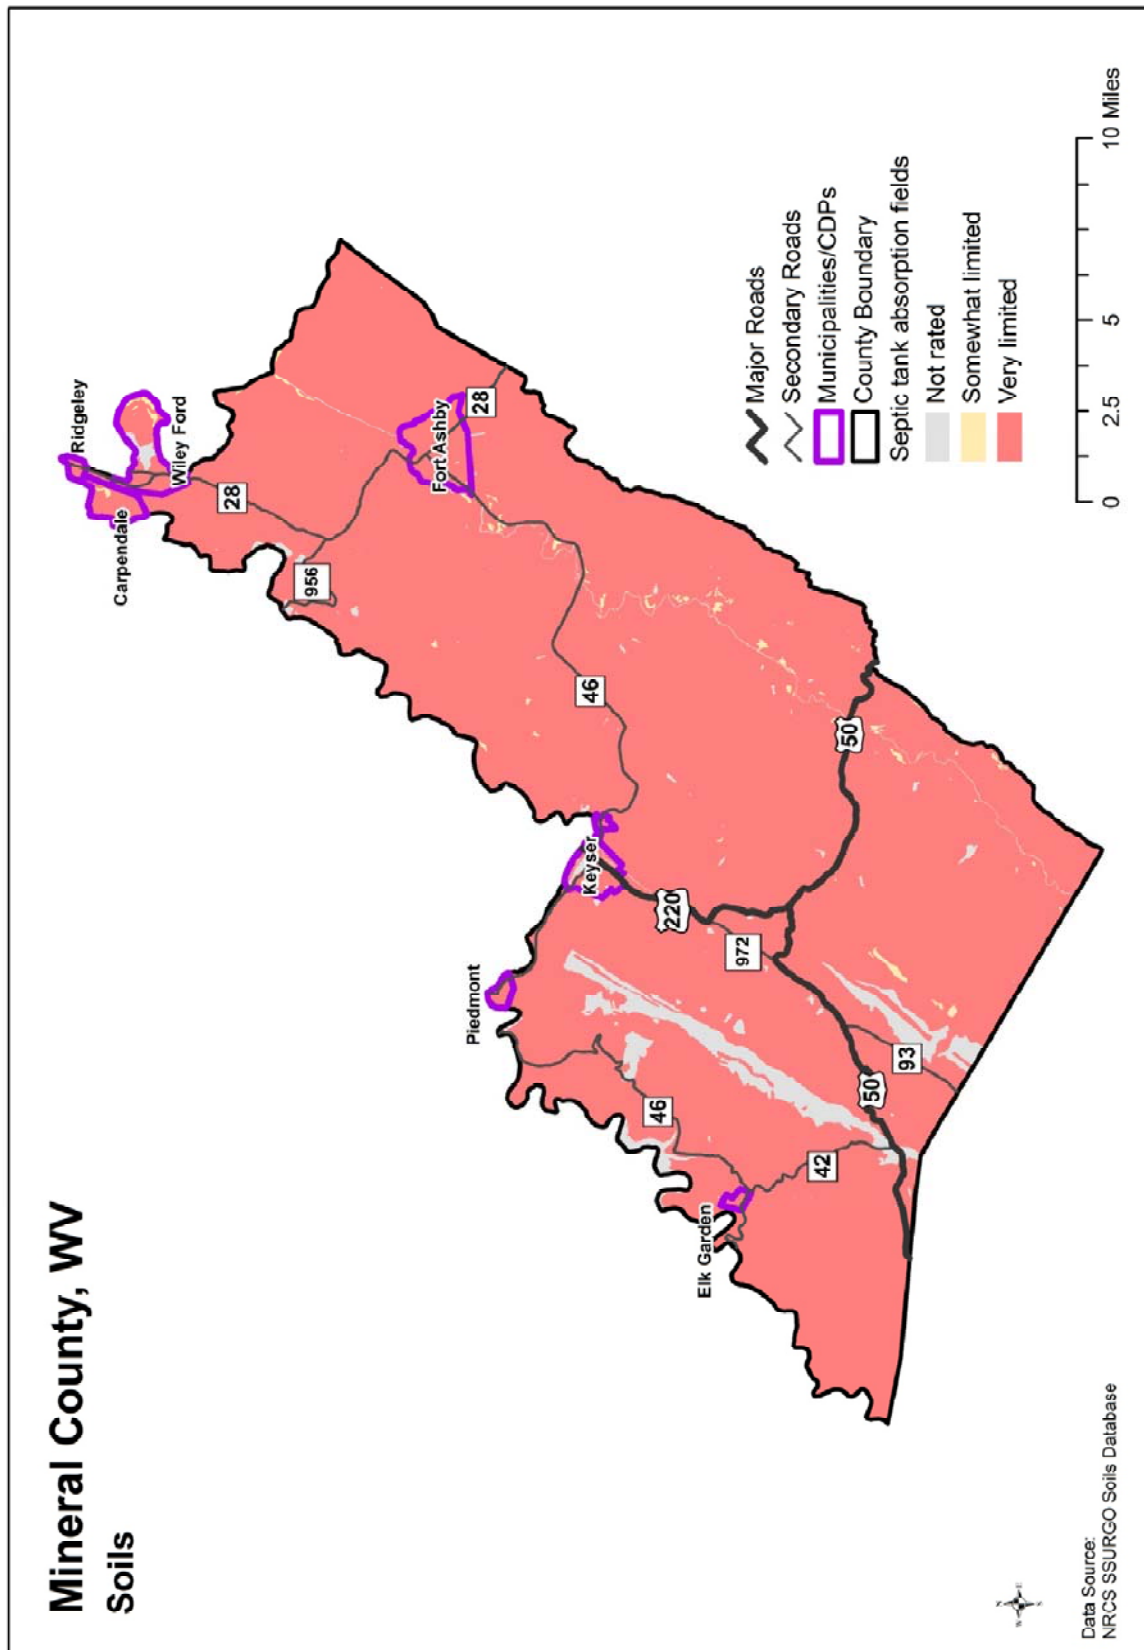 Mineral County, WV
Soils
Ridgeley
Carpendale
Wiley Ford
28
956
Fort Ashby
28
46
Keyser
Piedmont
220
50
972
46
93
50
42
Elk Garden
Major Roads
Secondary Roads
Municipalities/CDPs
County Boundary
Septic tank absorption fields
Not rated
Somewhat limited
Very limited
0 2.5 5 10 Miles
N
W E
S
Data Source:
NRCS SSURGO Soils Database